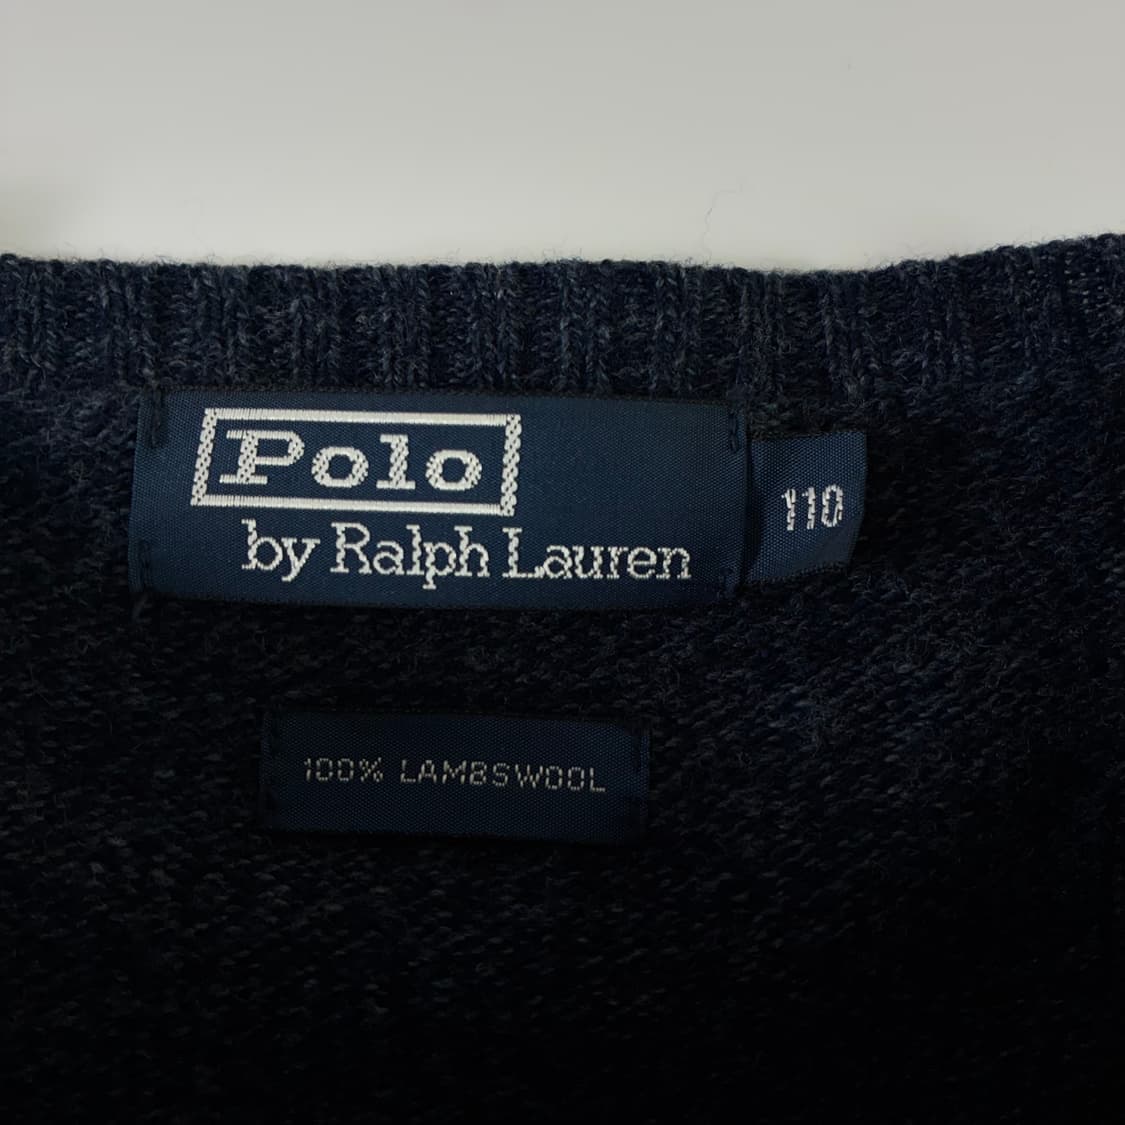 Polo
by Ralph Lauren
110
100% LAMBSWOOL